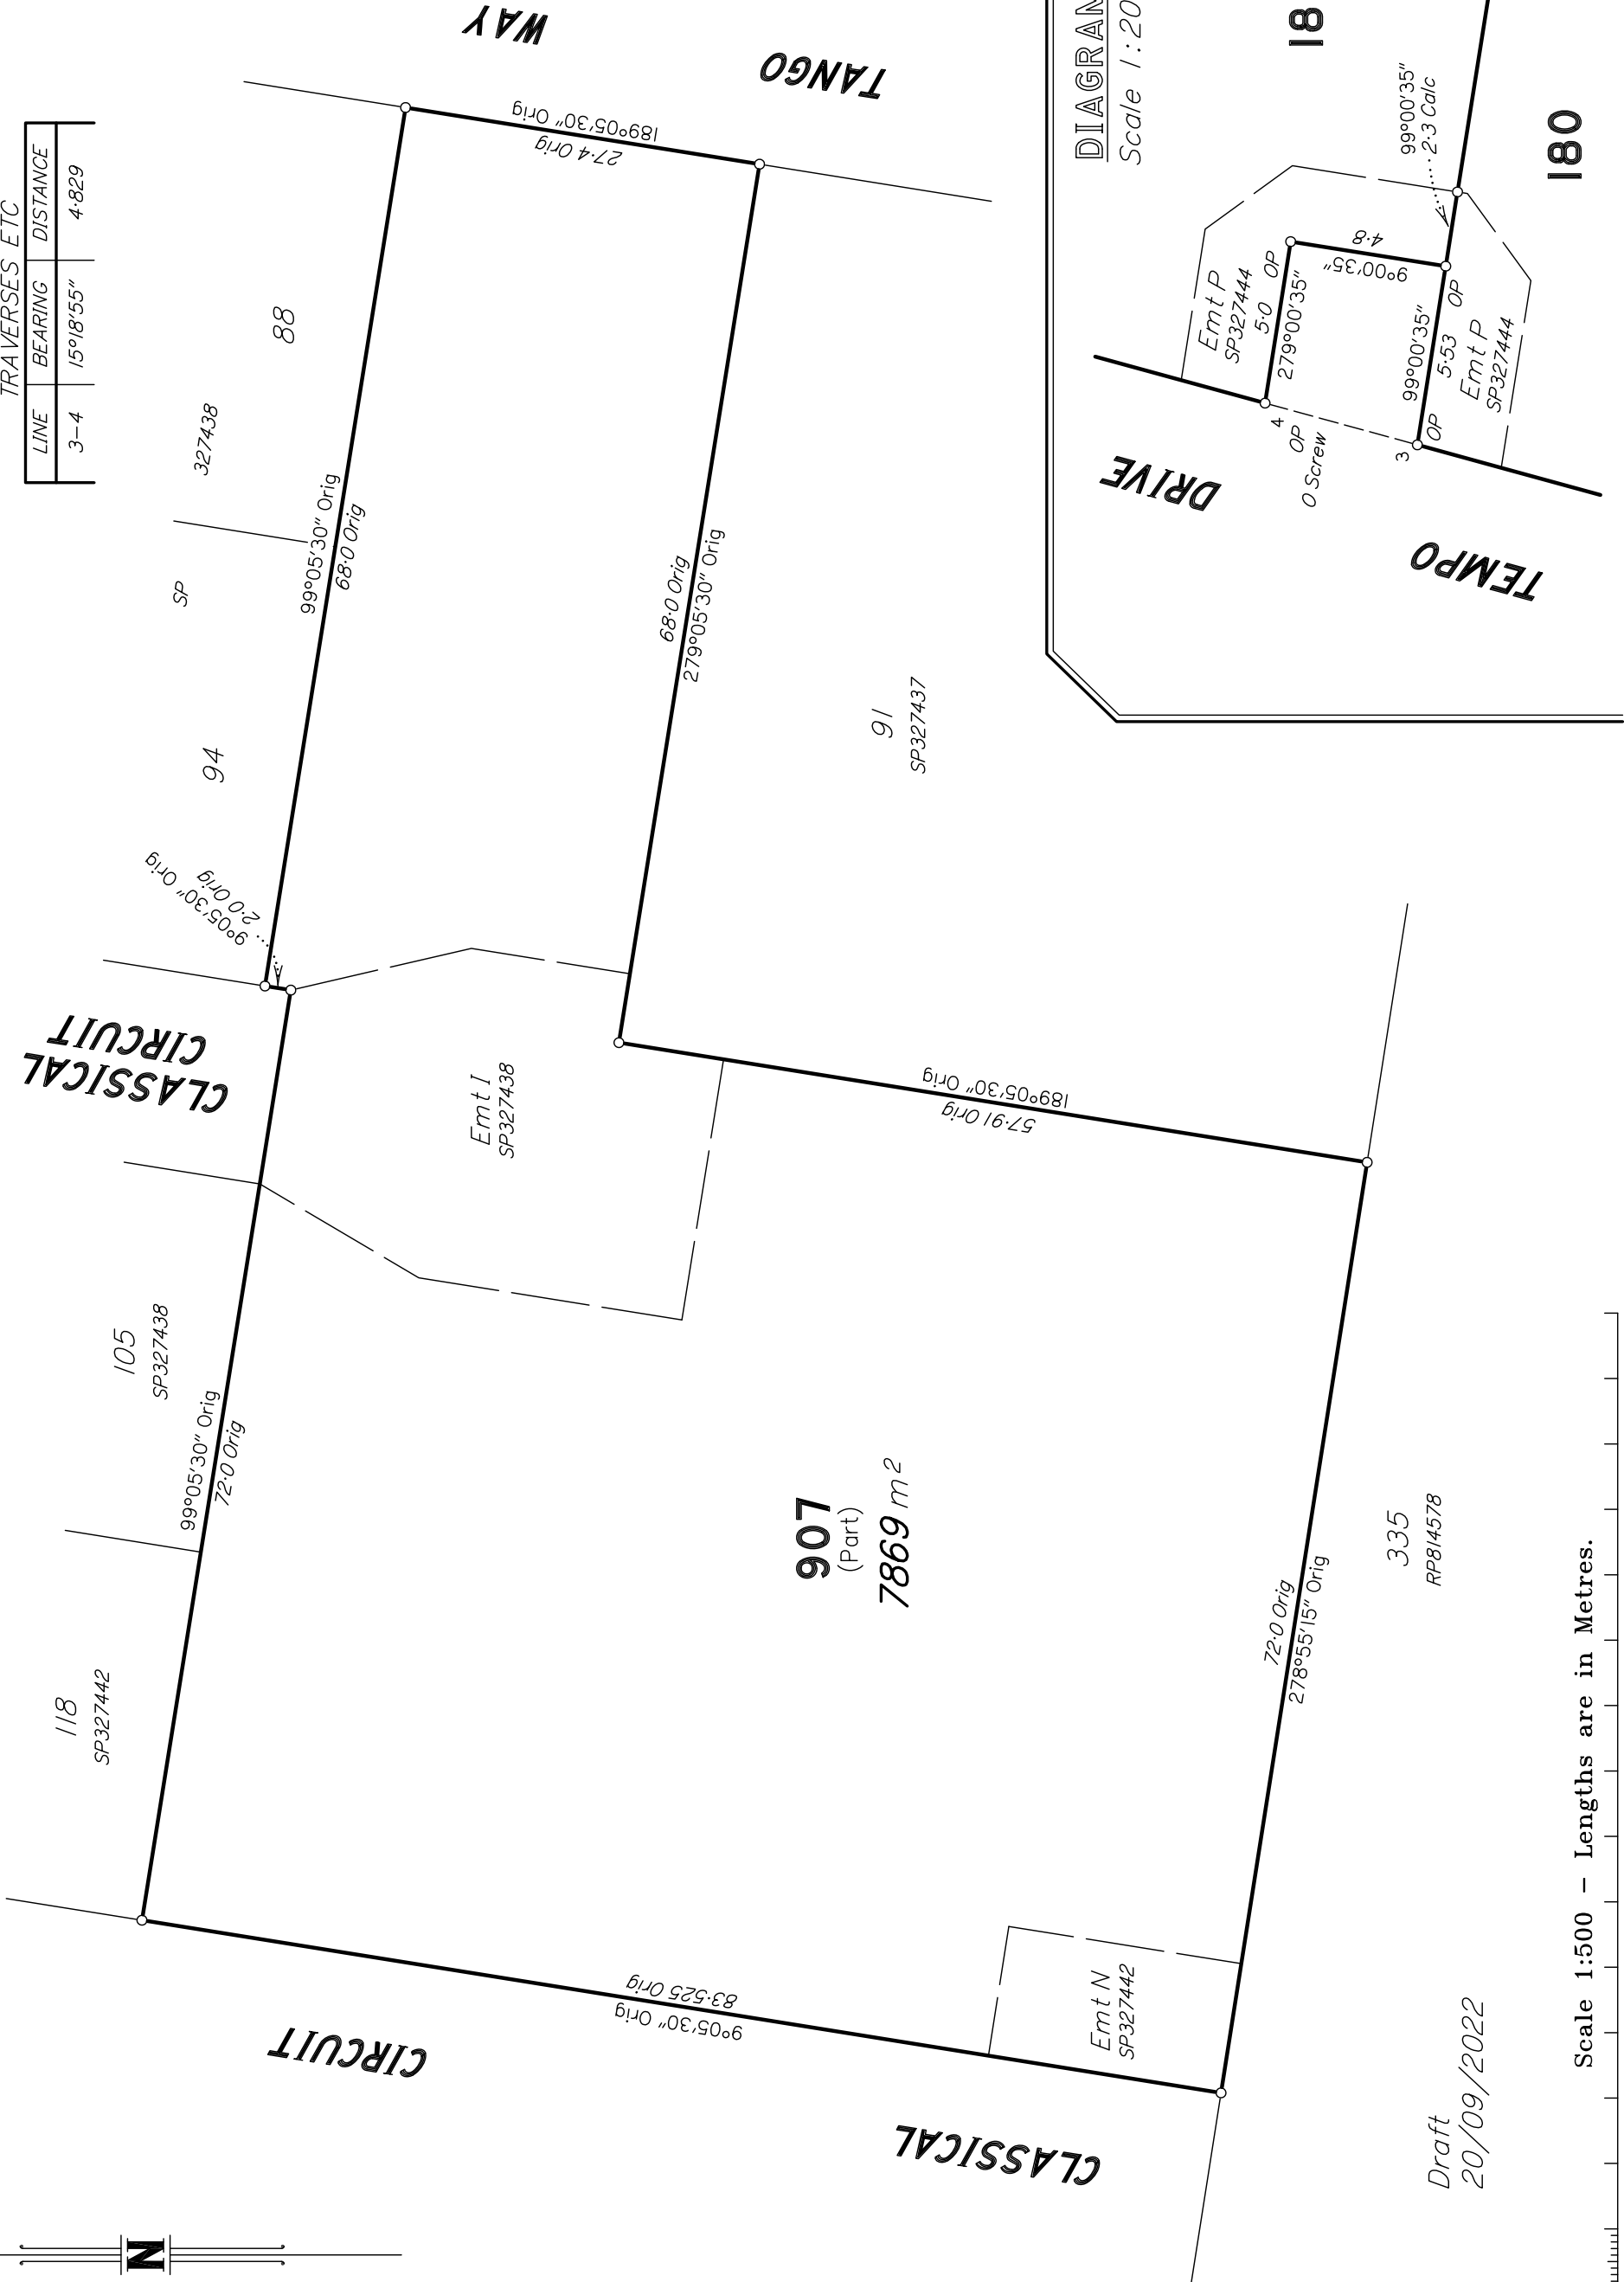 TRAVERSES ETC
LINE BEARING DISTANCE
3–4 15°18'55" 4·829
WAY
TANGO
88
327438
SP
94
99°05'30" Orig
68·0 Orig
189°05'30" Orig
27·4 Orig
68·0 Orig
279°05'30" Orig
91
SP327437
9°05'30" Orig
2·0 Orig
CLASSICAL
CIRCUIT
Emt I
SP327438
189°05'30" Orig
57·91 Orig
105
SP327438
99°05'30" Orig
72·0 Orig
118
SP327442
907
(Part)
7869 m²
72·0 Orig
278°55'15" Orig
335
RP814578
83·525 Orig
9°05'30" Orig
Emt N
SP327442
CLASSICAL
CIRCUIT
N
Draft
20/09/2022
Scale 1:500 – Lengths are in Metres.
DIAGRAM
Scale 1:20
18
180
99°00'35"
2·3 Calc
Emt P
SP327444
5·0
279°00'35"
OP
4·8
9°00'35"
99°00'35"
5·53
OP
Emt P
SP327444
4
OP
O Screw
3
OP
TEMPO
DRIVE